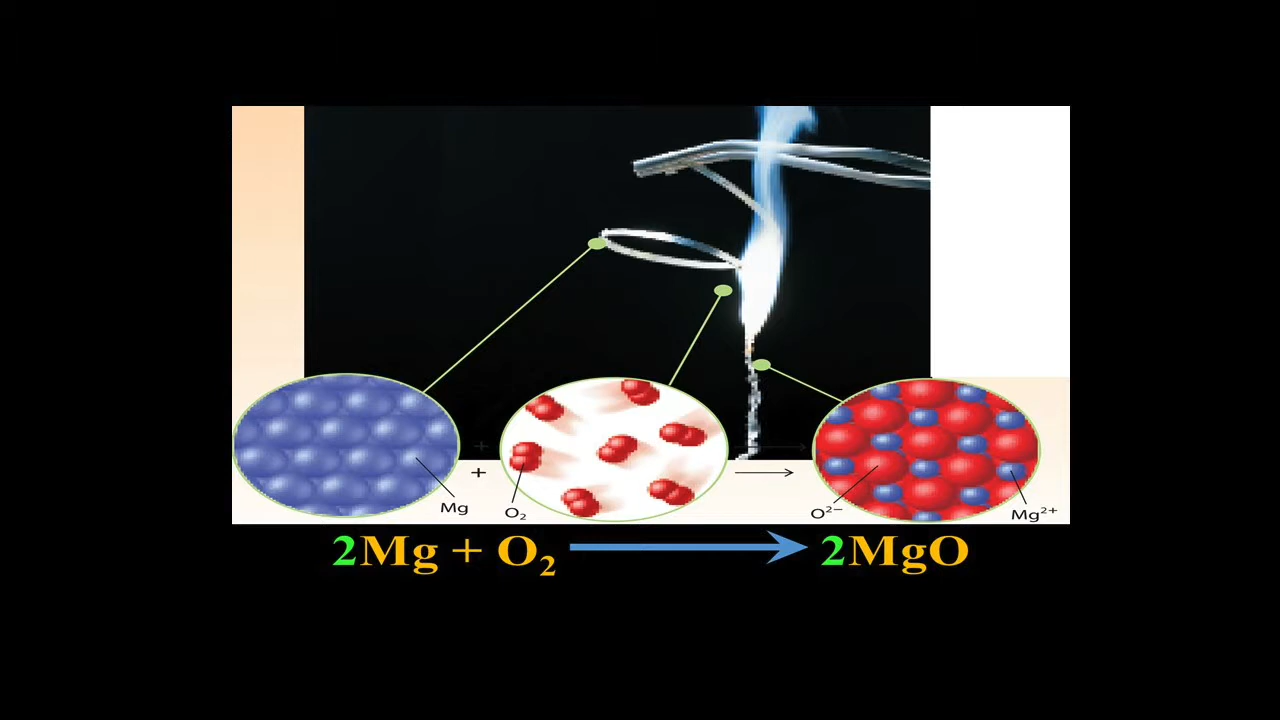 +
Mg
O₂
O²⁻
Mg²⁺
2Mg + O₂ 2MgO